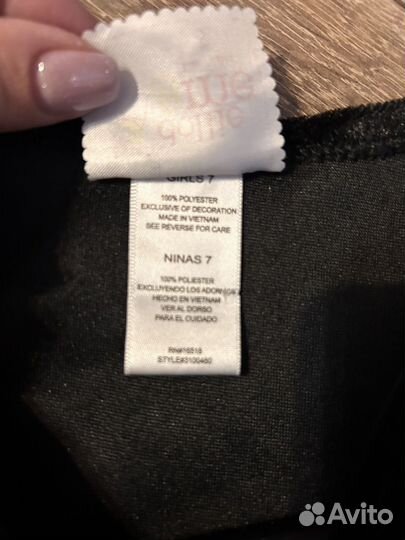 GIRLS 7
100% POLYESTER
EXCLUSIVE OF DECORATION
MADE IN VIETNAM
SEE REVERSE FOR CARE
NINAS 7
100% POLIESTER
EXCLUYENDO LOS ADORNOS
HECHO EN VIETNAM
VER AL DORSO
PARA EL CUIDADO
RN#16518
STYLE#3100460
Avito